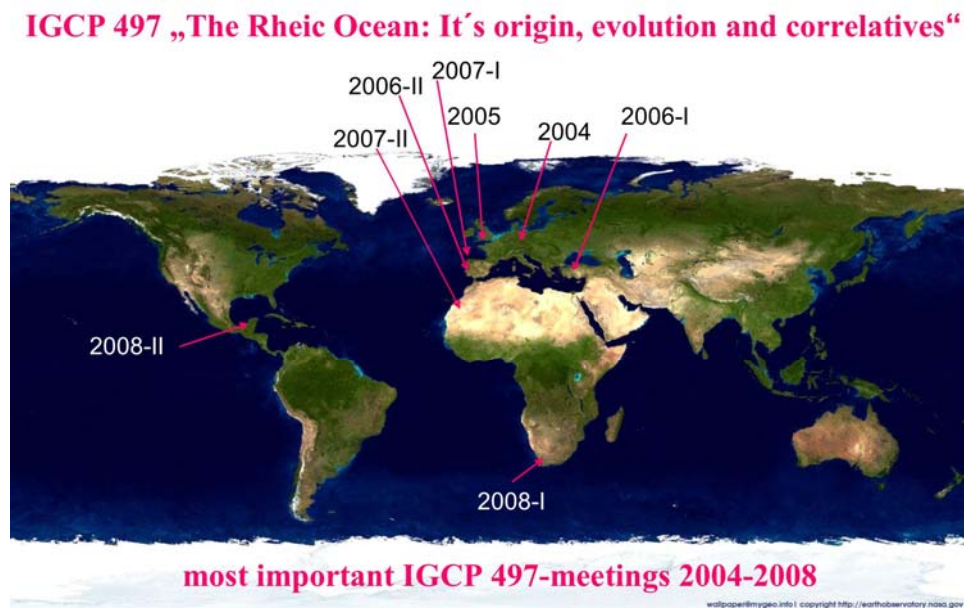 IGCP 497 „The Rheic Ocean: It´s origin, evolution and correlatives“
2007-I
2006-II
2005
2004
2006-I
2007-II
2008-II
2008-I
most important IGCP 497-meetings 2004-2008
wallpaper@mygeo.info| copyright http://earthobservatory.nasa.gov/